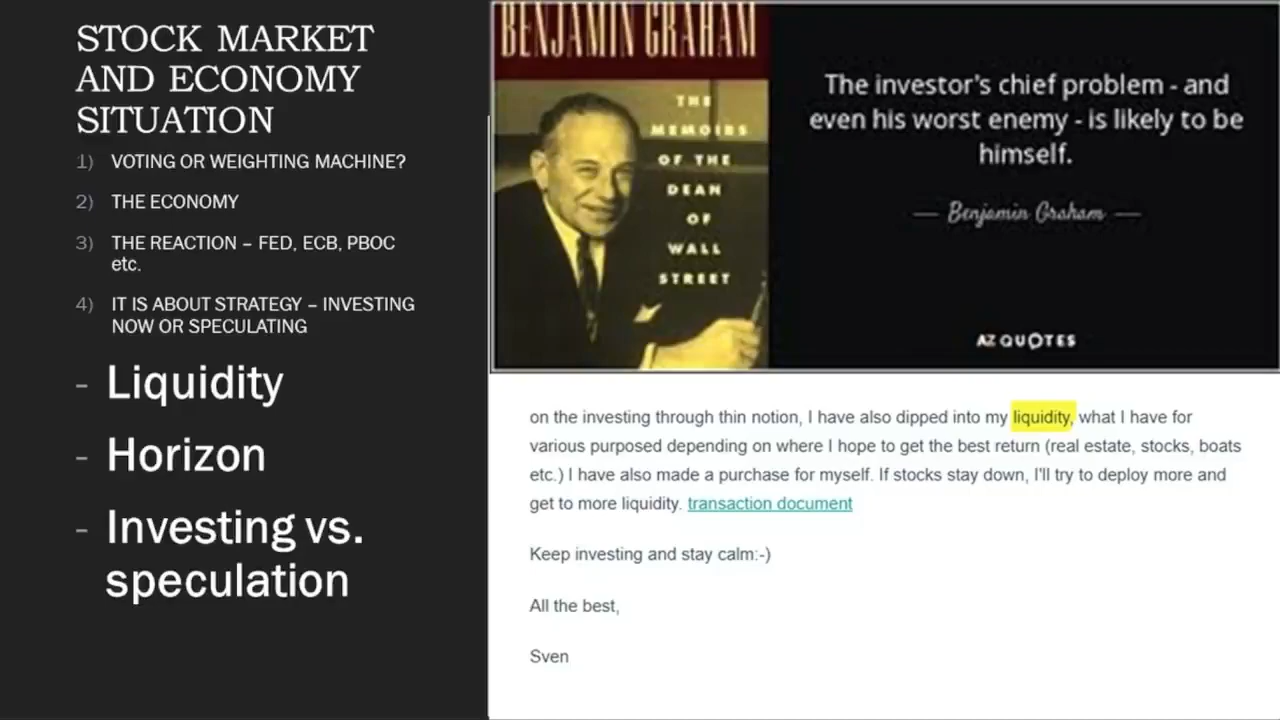 STOCK MARKET
AND ECONOMY
SITUATION
1) VOTING OR WEIGHTING MACHINE?
2) THE ECONOMY
3) THE REACTION – FED, ECB, PBOC
etc.
4) IT IS ABOUT STRATEGY – INVESTING
NOW OR SPECULATING
- Liquidity
- Horizon
- Investing vs.
speculation
BENJAMIN GRAHAM
THE
MEMOIRS
OF THE
DEAN
OF
WALL
STREET
The investor's chief problem - and
even his worst enemy - is likely to be
himself.
— Benjamin Graham —
AZ QUOTES
on the investing through thin notion, I have also dipped into my liquidity, what I have for
various purposed depending on where I hope to get the best return (real estate, stocks, boats
etc.) I have also made a purchase for myself. If stocks stay down, I'll try to deploy more and
get to more liquidity. transaction document
Keep investing and stay calm:-)
All the best,
Sven